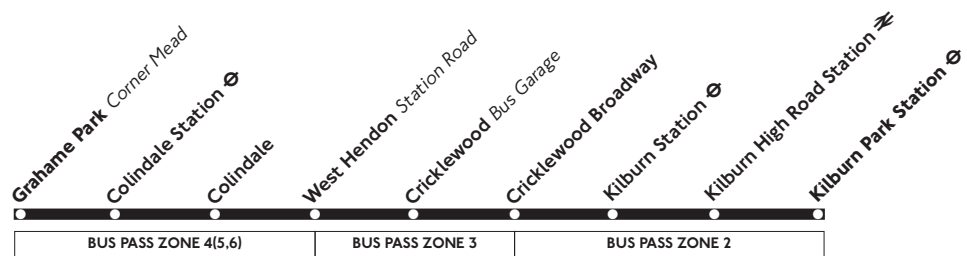 Grahame Park Corner Mead
Colindale Station
Colindale
West Hendon Station Road
Cricklewood Bus Garage
Cricklewood Broadway
Kilburn Station
Kilburn High Road Station
Kilburn Park Station
BUS PASS ZONE 4(5,6)
BUS PASS ZONE 3
BUS PASS ZONE 2